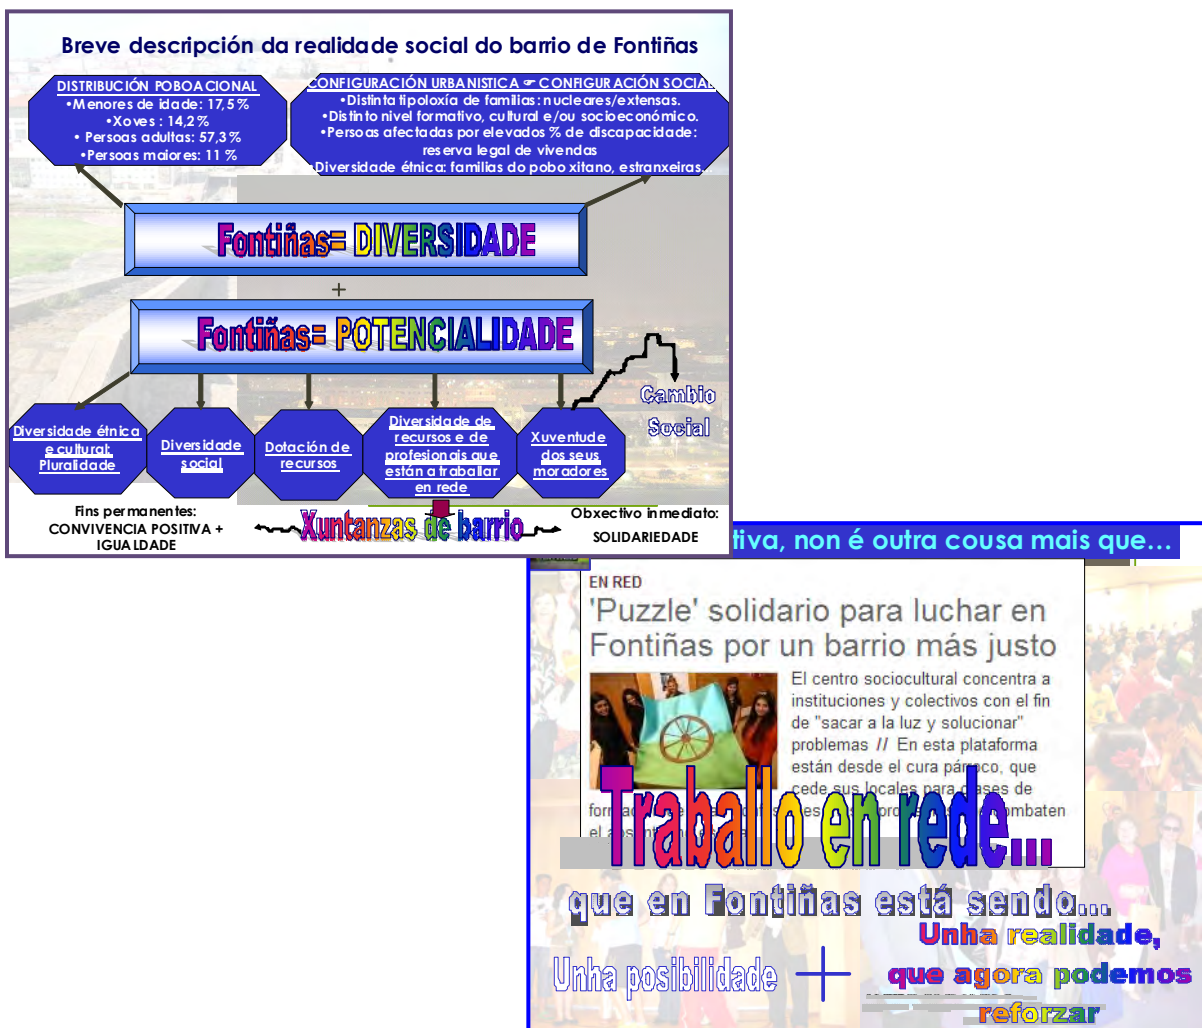 Breve descripción da realidade social do barrio de Fontiñas
DISTRIBUCIÓN POBOACIONAL
•Menores de idade: 17,5%
•Xoves : 14,2%
• Persoas adultas: 57,3%
•Persoas maiores: 11 %
CONFIGURACIÓN URBANISTICA ☞ CONFIGURACIÓN SOCIAL
•Distinta tipoloxía de familias: nucleares/extensas.
•Distinto nivel formativo, cultural e/ou socioeconómico.
•Persoas afectadas por elevados % de discapacidade:
reserva legal de vivendas
•Diversidade étnica: familias do pobo xitano, estranxeiras...
Fontiñas= DIVERSIDADE
+
Fontiñas= POTENCIALIDADE
Cambio
Social
Diversidade étnica
e cultural:
Pluralidade
Diversidade
social
Dotación de
recursos
Diversidade de
recursos e de
profesionais que
están a traballar
en rede
Xuventude
dos seus
moradores
Fins permanentes:
CONVIVENCIA POSITIVA +
IGUALDADE
Xuntanzas de barrio
Obxectivo inmediato:
SOLIDARIEDADE
tiva, non é outra cousa mais que...
EN RED
'Puzzle' solidario para luchar en
Fontiñas por un barrio más justo
El centro sociocultural concentra a
instituciones y colectivos con el fin
de "sacar a la luz y solucionar"
problemas // En esta plataforma
están desde el cura párroco, que
cede sus locales para clases de
combaten
el
Traballo en rede...
que en Fontiñas está sendo...
Unha posibilidade
+
Unha realidade,
que agora podemos
reforzar